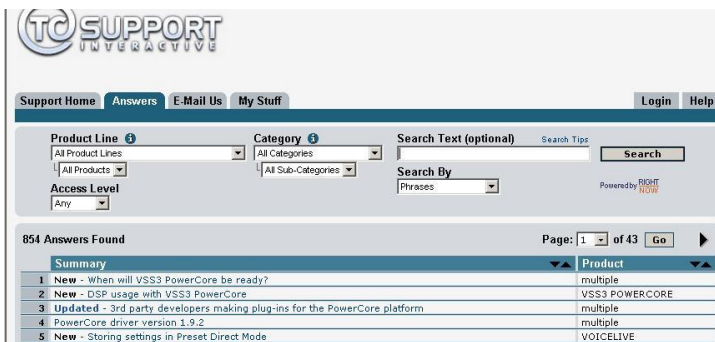 TC SUPPORT
INTERACTIVE
Support Home Answers E-Mail Us My Stuff Login Help
Product Line Category Search Text (optional) Search Tips
All Product Lines All Categories Search
All Products All Sub-Categories Search By
Access Level Phrases Powered by RIGHT NOW
Any
854 Answers Found Page: 1 of 43 Go
Summary Product
1 New - When will VSS3 PowerCore be ready? multiple
2 New - DSP usage with VSS3 PowerCore VSS3 POWERCORE
3 Updated - 3rd party developers making plug-ins for the PowerCore platform multiple
4 PowerCore driver version 1.9.2 multiple
5 New - Storing settings in Preset Direct Mode VOICELIVE